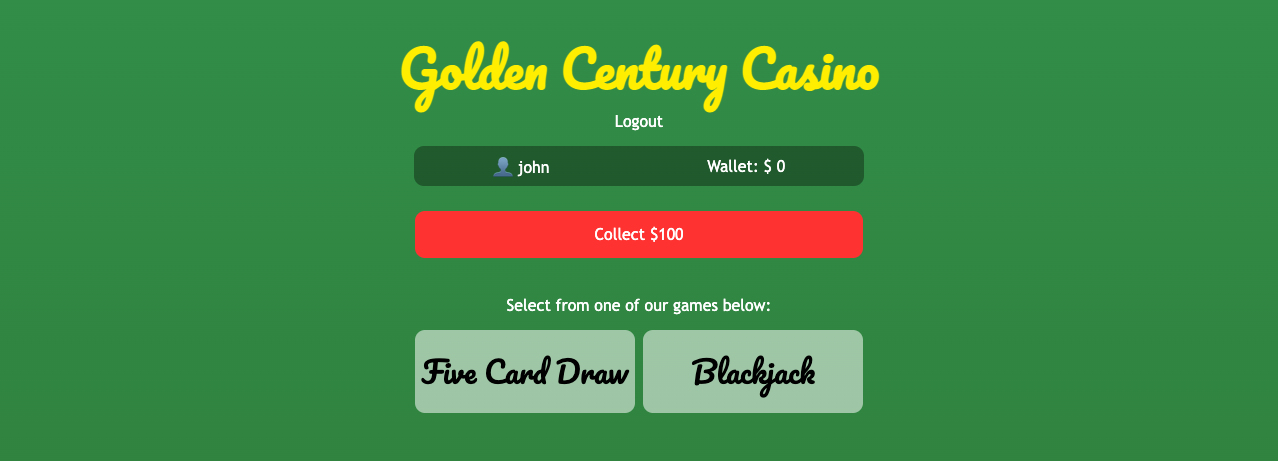 Golden Century Casino
Logout
john Wallet: $ 0
Collect $100
Select from one of our games below:
Five Card Draw Blackjack